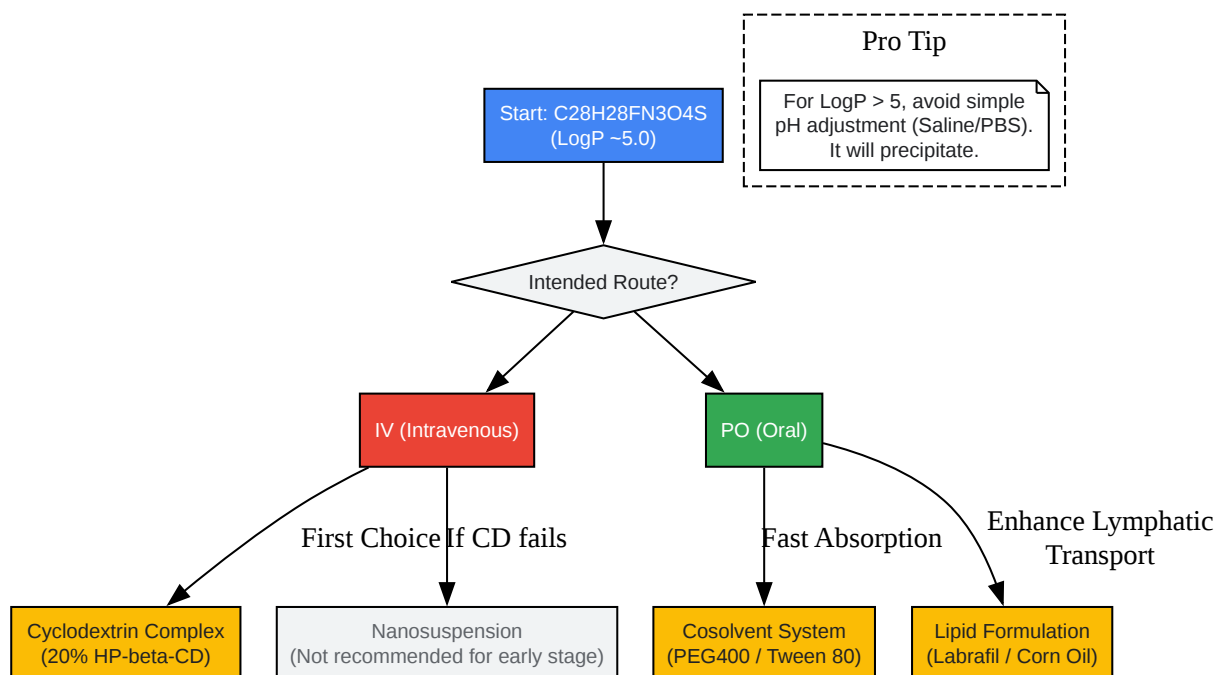 Pro Tip
For LogP > 5, avoid simple
pH adjustment (Saline/PBS).
It will precipitate.
Start: C28H28FN3O4S
(LogP ~5.0)
Intended Route?
IV (Intravenous)
PO (Oral)
First Choice
If CD fails
Fast Absorption
Enhance Lymphatic
Transport
Cyclodextrin Complex
(20% HP-beta-CD)
Nanosuspension
(Not recommended for early stage)
Cosolvent System
(PEG400 / Tween 80)
Lipid Formulation
(Labrafil / Corn Oil)